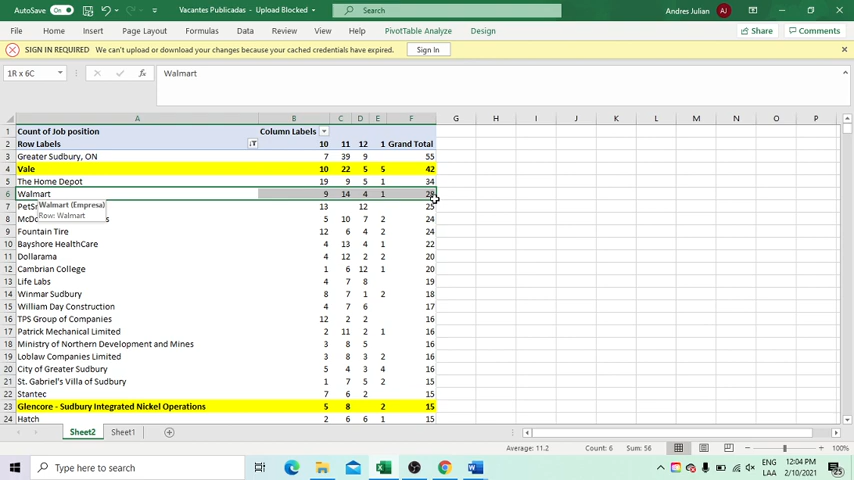 AutoSave On Vacantes Publicadas - Upload Blocked Search Andres Julian AJ
File Home Insert Page Layout Formulas Data Review View Help PivotTable Analyze Design Share Comments
SIGN IN REQUIRED We can't upload or download your changes because your cached credentials have expired. Sign In
1R x 6C fx Walmart
A B C D E F G H I J K L M N O P
1 Count of Job position Column Labels
2 Row Labels 10 11 12 1 Grand Total
3 Greater Sudbury, ON 7 39 9 55
4 Vale 10 22 5 5 42
5 The Home Depot 19 9 5 1 34
6 Walmart 9 14 4 1 28
Walmart (Empresa)
Row: Walmart
7 13 12 25
8 5 10 7 2 24
9 Fountain Tire 12 6 4 2 24
10 Bayshore HealthCare 4 13 4 1 22
11 Dollarama 4 12 2 2 20
12 Cambrian College 1 6 12 1 20
13 Life Labs 4 7 8 19
14 Winmar Sudbury 8 7 1 2 18
15 William Day Construction 4 7 6 17
16 TPS Group of Companies 12 2 2 16
17 Patrick Mechanical Limited 2 11 2 1 16
18 Ministry of Northern Development and Mines 3 8 5 16
19 Loblaw Companies Limited 3 8 3 2 16
20 City of Greater Sudbury 5 4 3 4 16
21 St. Gabriel's Villa of Sudbury 1 7 5 2 15
22 Stantec 7 6 2 15
23 Glencore - Sudbury Integrated Nickel Operations 5 8 2 15
24 Hatch 2 6 6 1 15
Sheet2 Sheet1
Average: 11.2 Count: 6 Sum: 56 100%
Type here to search ENG 12:04 PM
LAA 2/10/2021 25